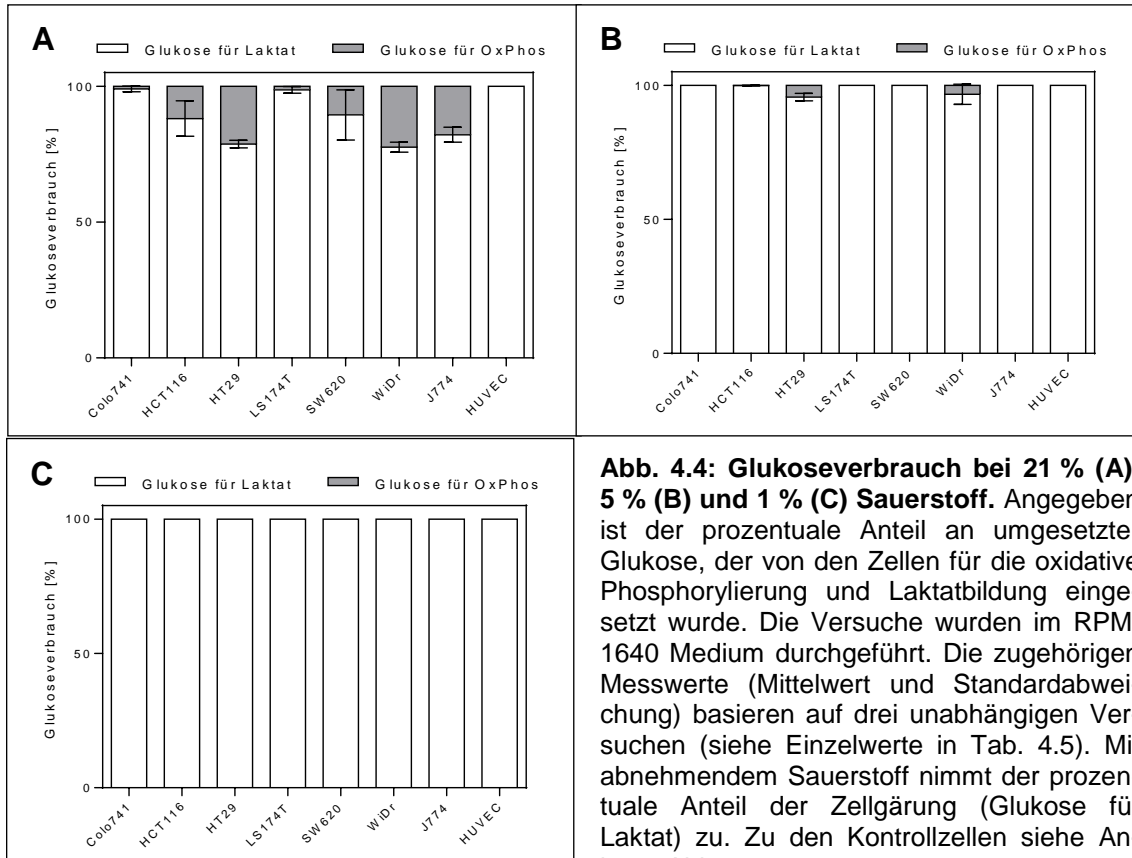 A
Glukose für Laktat Glukose für OxPhos
Glukoseverbrauch [%]
100
50
0
Colo741 HCT116 HT29 LS174T SW620 WiDr J774 HUVEC
B
Glukose für Laktat Glukose für OxPhos
Glukoseverbrauch [%]
100
50
0
Colo741 HCT116 HT29 LS174T SW620 WiDr J774 HUVEC
C
Glukose für Laktat Glukose für OxPhos
Glukoseverbrauch [%]
100
50
0
Colo741 HCT116 HT29 LS174T SW620 WiDr J774 HUVEC
Abb. 4.4: Glukoseverbrauch bei 21 % (A)
5 % (B) und 1 % (C) Sauerstoff. Angegeben
ist der prozentuale Anteil an umgesetzte
Glukose, der von den Zellen für die oxidative
Phosphorylierung und Laktatbildung einge
setzt wurde. Die Versuche wurden im RPM
1640 Medium durchgeführt. Die zugehörigen
Messwerte (Mittelwert und Standardabwei
chung) basieren auf drei unabhängigen Ver
suchen (siehe Einzelwerte in Tab. 4.5). Mi
abnehmendem Sauerstoff nimmt der prozen
tuale Anteil der Zellgärung (Glukose fü
Laktat) zu. Zu den Kontrollzellen siehe An